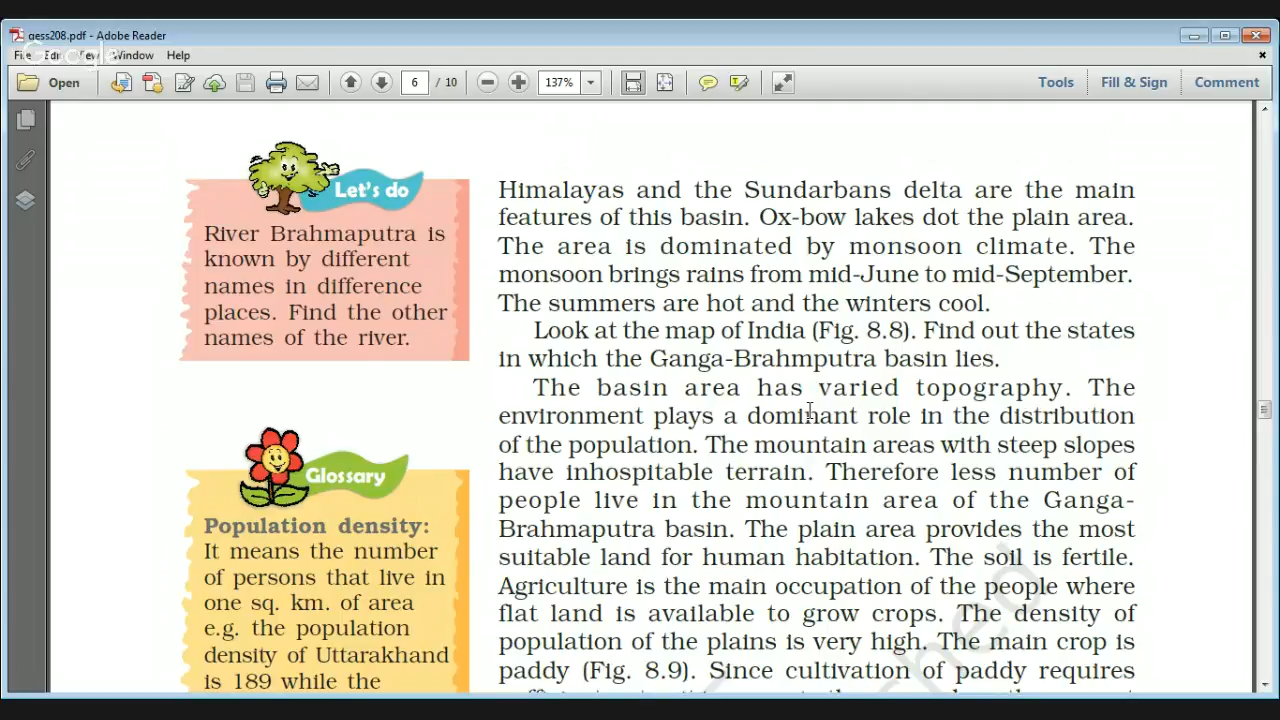 gess208.pdf - Adobe Reader
File Edit View Window Help
Google
Open 6 / 10 137% Tools Fill & Sign Comment
Let's do
River Brahmaputra is
known by different
names in difference
places. Find the other
names of the river.
Glossary
Population density:
It means the number
of persons that live in
one sq. km. of area
e.g. the population
density of Uttarakhand
is 189 while the
Himalayas and the Sundarbans delta are the main
features of this basin. Ox-bow lakes dot the plain area.
The area is dominated by monsoon climate. The
monsoon brings rains from mid-June to mid-September.
The summers are hot and the winters cool.
Look at the map of India (Fig. 8.8). Find out the states
in which the Ganga-Brahmputra basin lies.
The basin area has varied topography. The
environment plays a dominant role in the distribution
of the population. The mountain areas with steep slopes
have inhospitable terrain. Therefore less number of
people live in the mountain area of the Ganga-
Brahmaputra basin. The plain area provides the most
suitable land for human habitation. The soil is fertile.
Agriculture is the main occupation of the people where
flat land is available to grow crops. The density of
population of the plains is very high. The main crop is
paddy (Fig. 8.9). Since cultivation of paddy requires